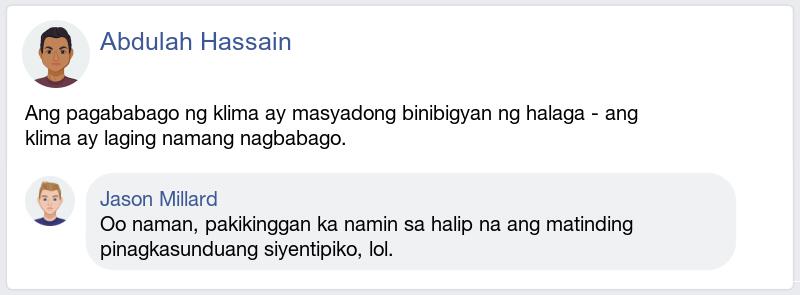 Abdulah Hassain
Ang pagababago ng klima ay masyadong binibigyan ng halaga - ang
klima ay laging namang nagbabago.
Jason Millard
Oo naman, pakikinggan ka namin sa halip na ang matinding
pinagkasunduang siyentipiko, lol.